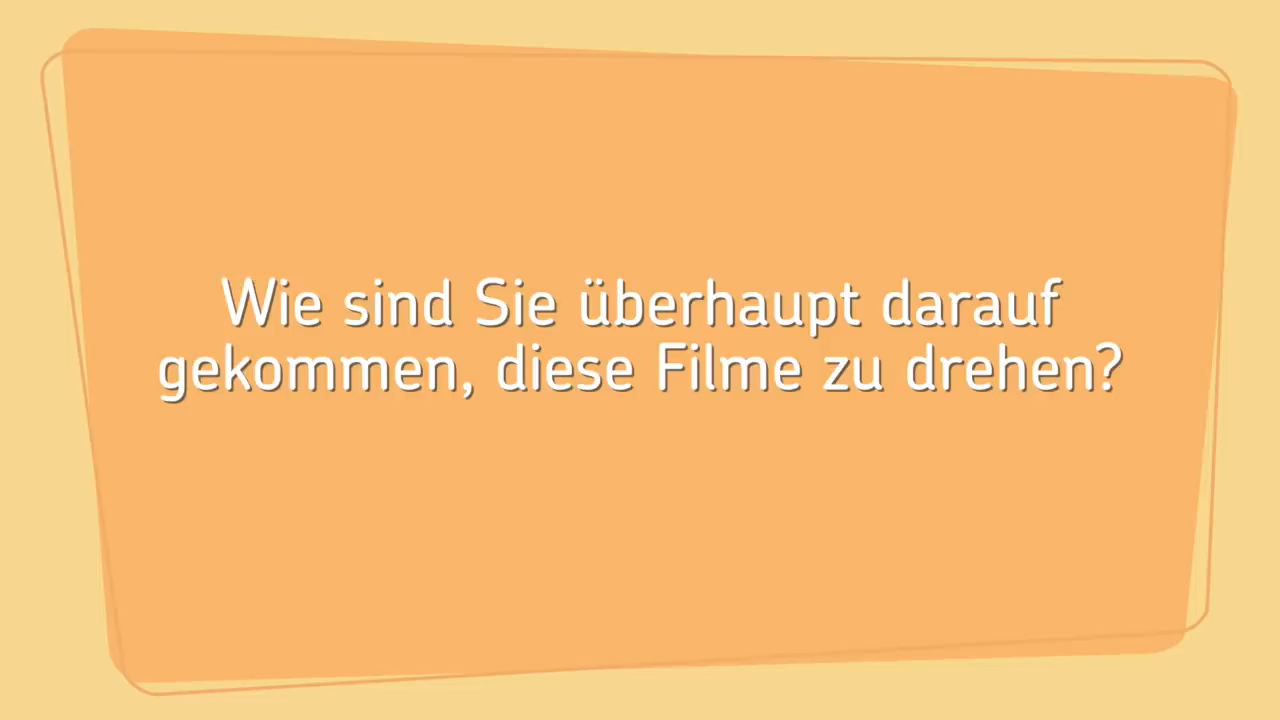 Wie sind Sie überhaupt darauf
gekommen, diese Filme zu drehen?